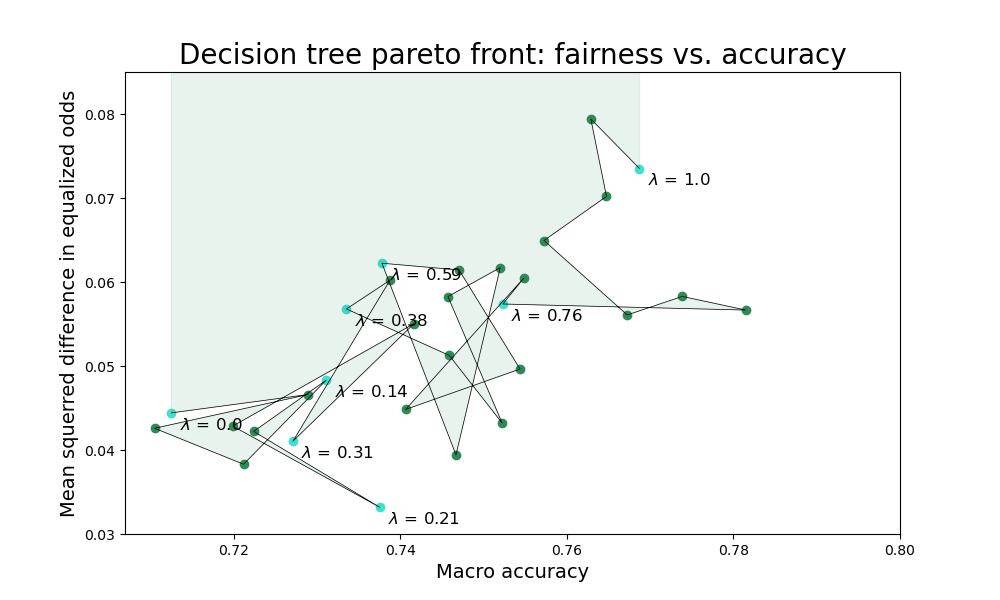 Decision tree pareto front: fairness vs. accuracy
Mean squerred difference in equalized odds
0.08
0.07
0.06
0.05
0.04
0.03
λ = 1.0
λ = 0.59
λ = 0.76
λ = 0.38
λ = 0.14
λ = 0.0
λ = 0.31
λ = 0.21
0.72
0.74
0.76
0.78
0.80
Macro accuracy